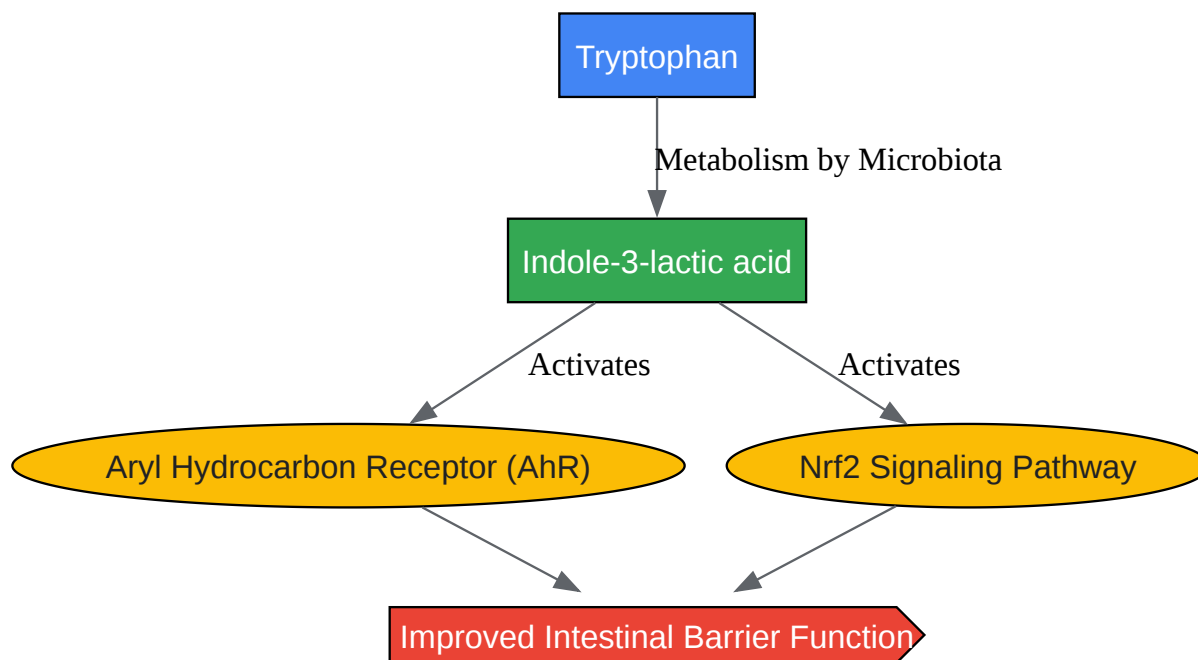 Tryptophan
Metabolism by Microbiota
Indole-3-lactic acid
Activates
Activates
Aryl Hydrocarbon Receptor (AhR)
Nrf2 Signaling Pathway
Improved Intestinal Barrier Function